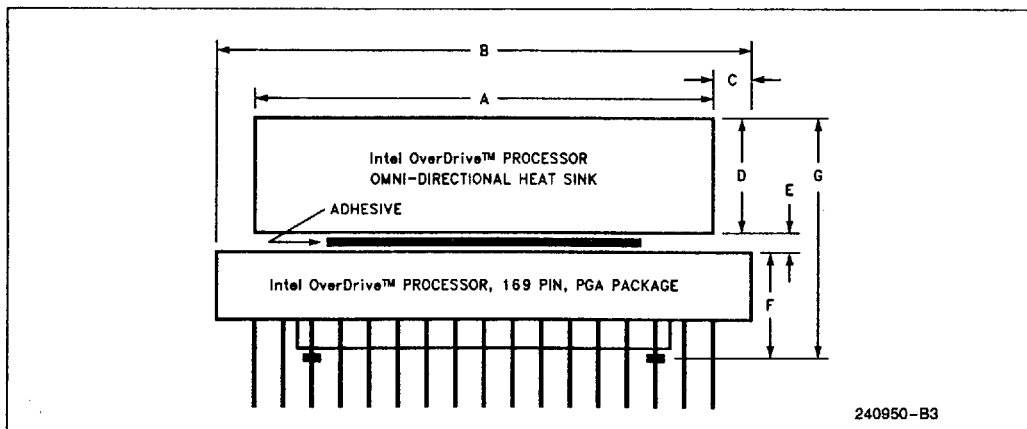 B
C
A
Intel OverDrive™ PROCESSOR
OMNI-DIRECTIONAL HEAT SINK
D
E
G
ADHESIVE
Intel OverDrive™ PROCESSOR, 169 PIN, PGA PACKAGE
F
240950-B3